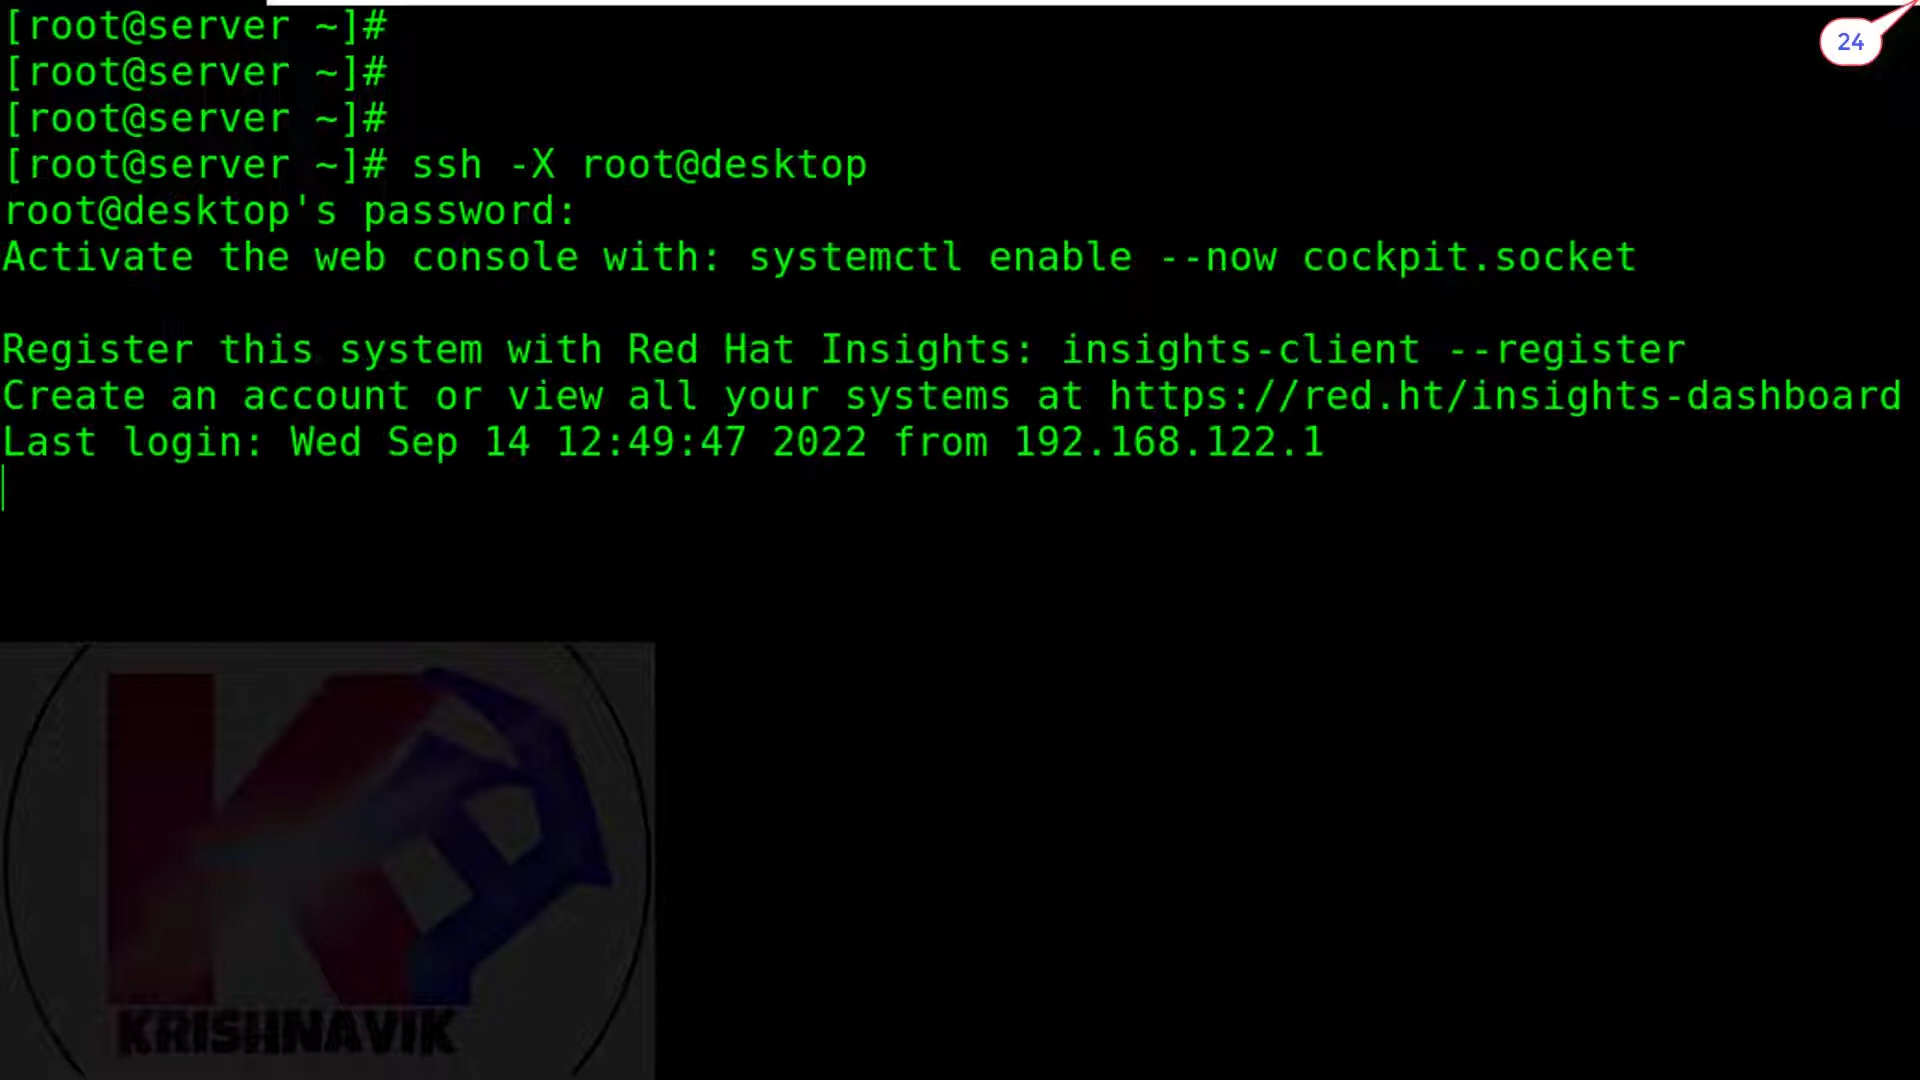 [root@server ~]#
24
[root@server ~]#
[root@server ~]#
[root@server ~]# ssh -X root@desktop
root@desktop's password:
Activate the web console with: systemctl enable --now cockpit.socket
Register this system with Red Hat Insights: insights-client --register
Create an account or view all your systems at https://red.ht/insights-dashboard
Last login: Wed Sep 14 12:49:47 2022 from 192.168.122.1
KRISHNAVIK